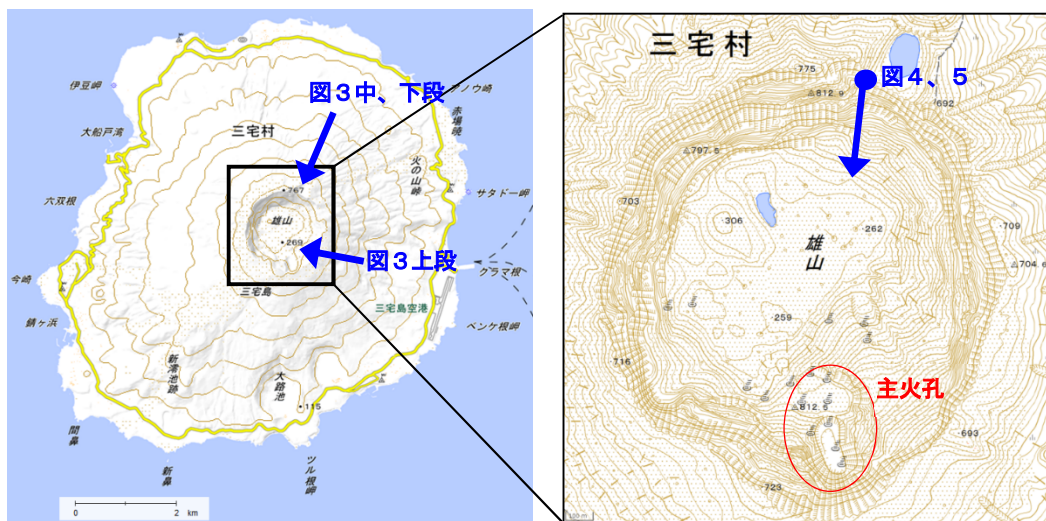 伊豆岬
大船戸湾
六双根
今崎
錆ヶ浜
間鼻
新鼻
ツル根岬
新澪池跡
大路池
・115
三宅島
三宅島空港
ベンケ根岬
クラマ根
サタドー岬
火の山峠
赤場暁
アノウ崎
図3中、下段
三宅村
・767
雄山
・269
図3上段
0
2 km
三宅村
775
△812.9
図4、5
692
△797.5
・703
・306
・262
・709
雄山
△704.6
・259
・716
主火孔
△812.5
・693
・723
100 m